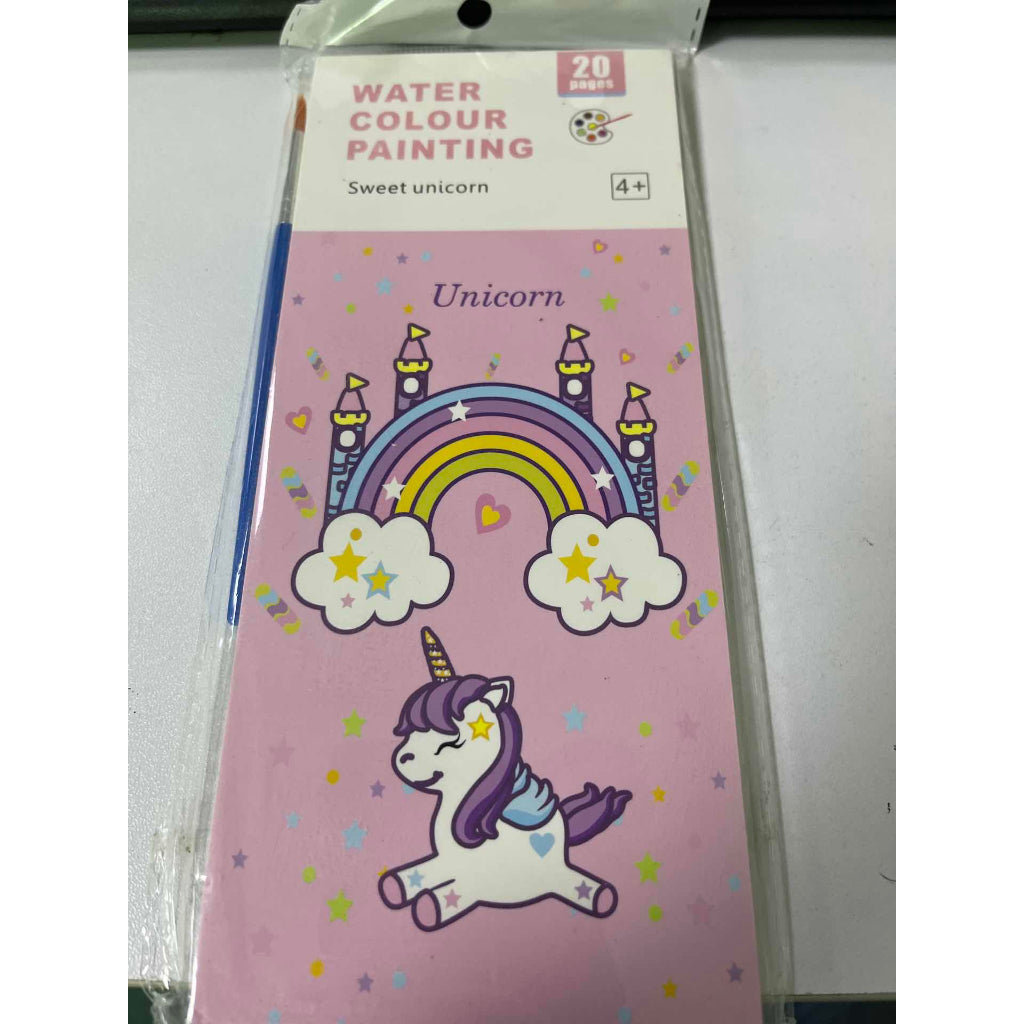 20
pages
WATER
COLOUR
PAINTING
Sweet unicorn
4+
Unicorn